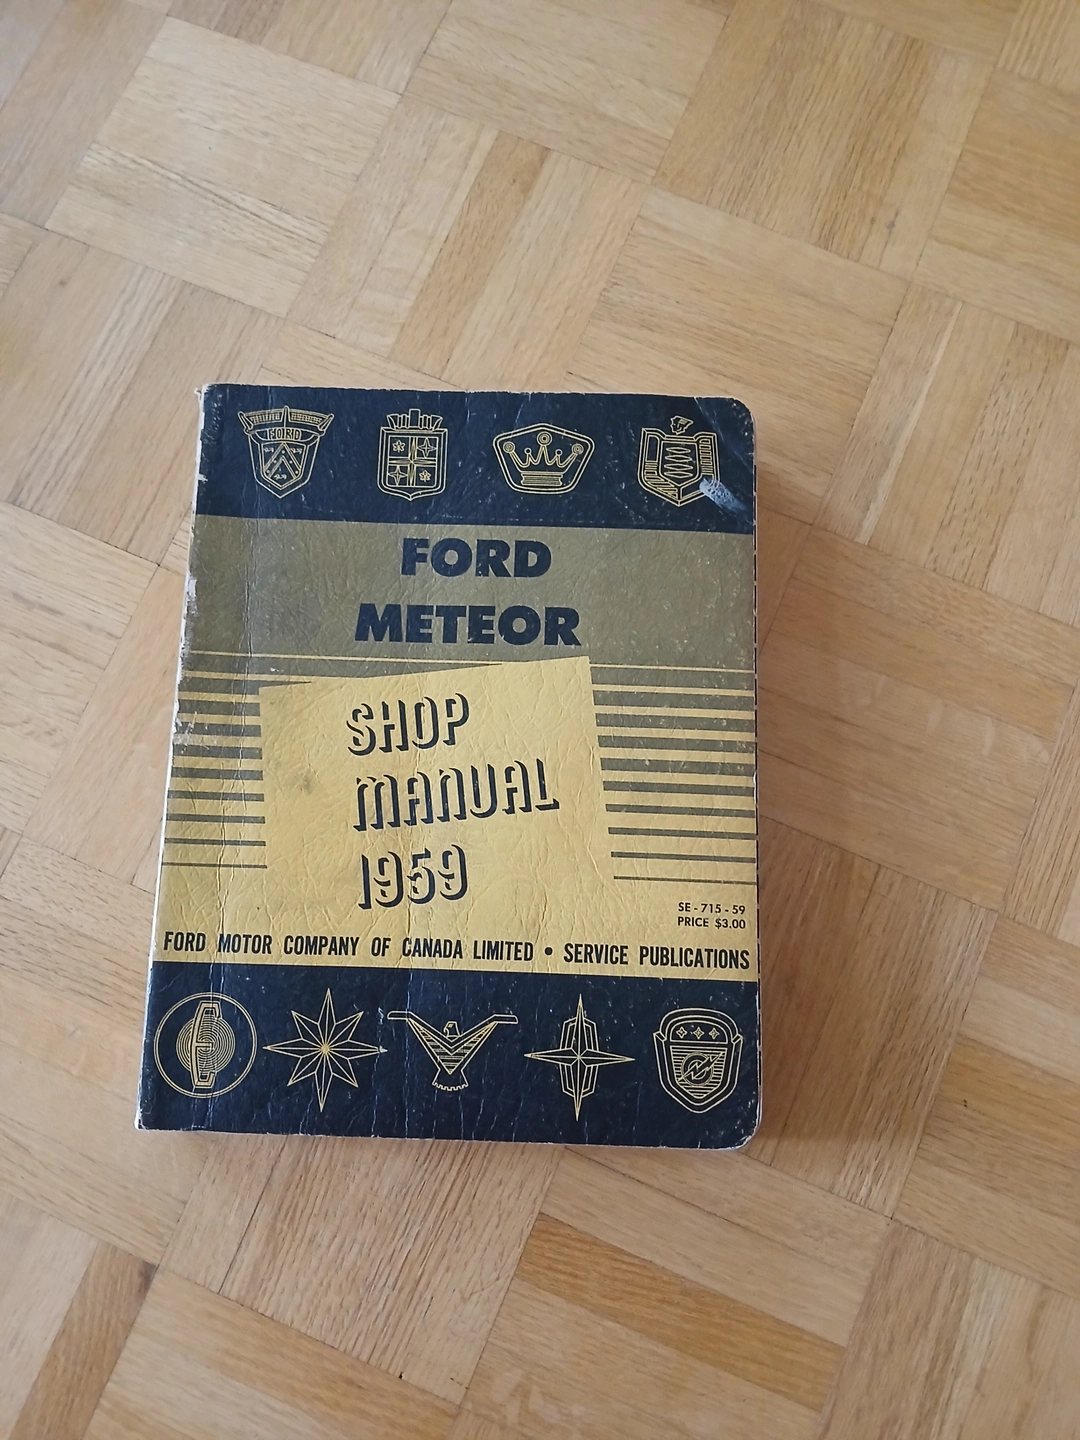 FORD
FORD
METEOR
SHOP
MANUAL
1959
SE - 715 - 59
PRICE $3.00
FORD MOTOR COMPANY OF CANADA LIMITED • SERVICE PUBLICATIONS